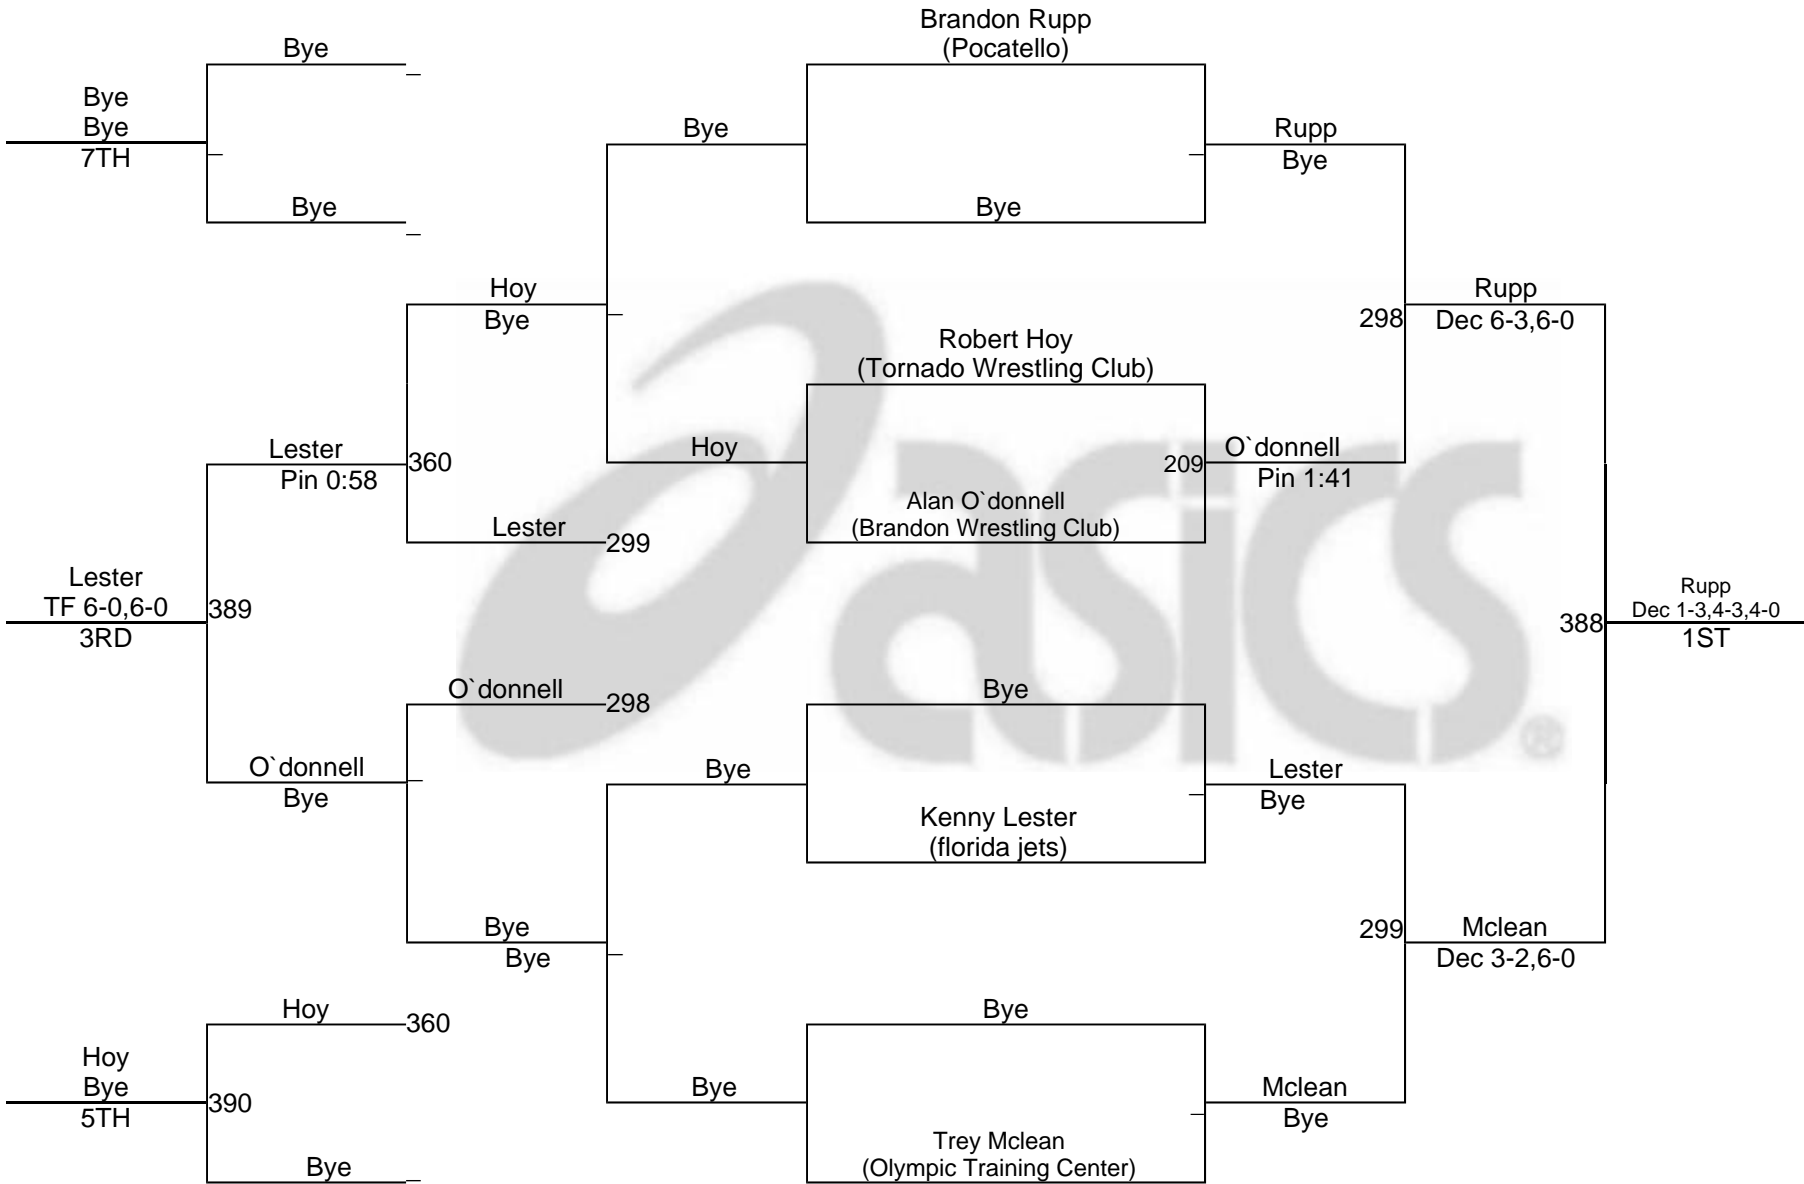 Brandon Rupp
(Pocatello)
Bye
Bye
Bye
7TH
Bye
Rupp
Bye
Bye
Bye
Hoy
Bye
Rupp
298
Dec 6-3,6-0
Robert Hoy
(Tornado Wrestling Club)
Lester
360
Pin 0:58
Hoy
209
O`donnell
Pin 1:41
Alan O`donnell
(Brandon Wrestling Club)
Lester
299
Lester
TF 6-0,6-0
389
3RD
Rupp
Dec 1-3,4-3,4-0
388
1ST
O`donnell
298
Bye
O`donnell
Bye
Bye
Lester
Bye
Kenny Lester
(florida jets)
Bye
Bye
299
Mclean
Dec 3-2,6-0
Hoy
360
Bye
Hoy
Bye
390
5TH
Bye
Mclean
Bye
Trey Mclean
(Olympic Training Center)
Bye
asics®